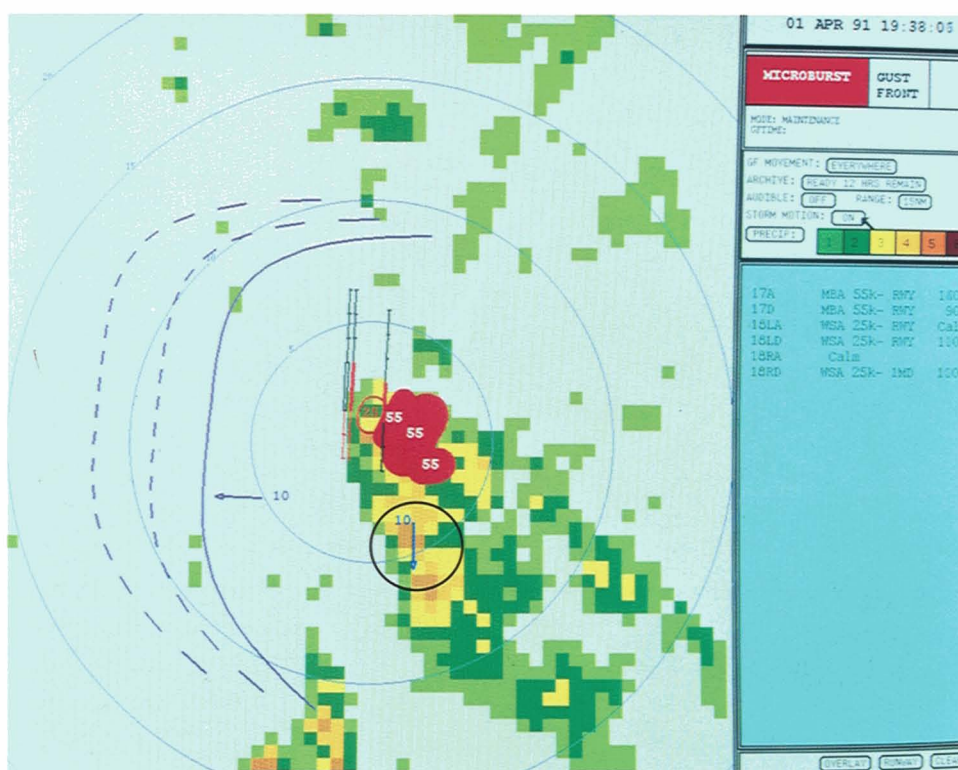 01 APR 91 19:38:05
MICROBURST
GUST FRONT
MODE: MAINTENANCE
GFTIME:
GF MOVEMENT: EVERYWHERE
ARCHIVE: READY 12 HRS REMAIN
AUDIBLE: OFF RANGE: 15NM
STORM MOTION: ON
PRECIP: 1 2 3 4 5
17A MBA 55k- RWY
17D MBA 55k- RWY
18LA WSA 25k- RWY
18LD WSA 25k- RWY
18RA Calm
18RD WSA 25k- 1MD
OVERLAY RUNWAY
20
15
10
5
55
55
55
10
10